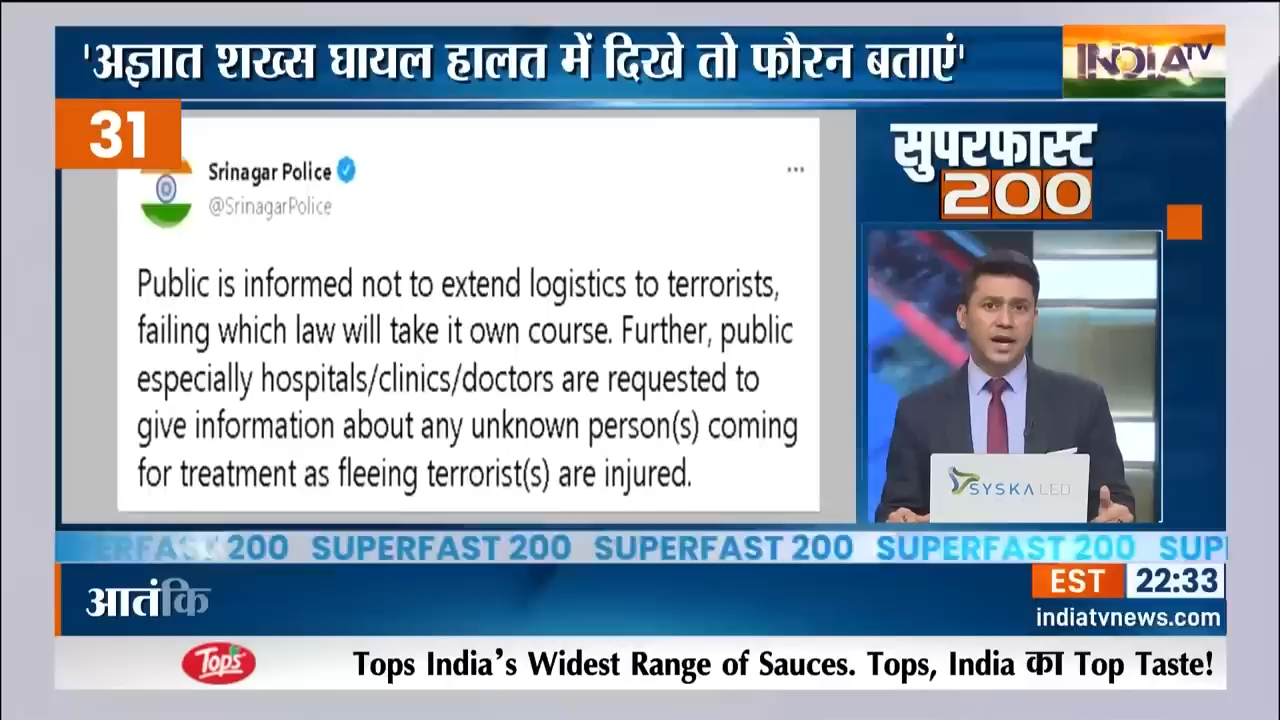 'अज्ञात शख्स घायल हालत में दिखे तो फौरन बताएं'
INDIA TV
31
Srinagar Police
@SrinagarPolice
Public is informed not to extend logistics to terrorists,
failing which law will take it own course. Further, public
especially hospitals/clinics/doctors are requested to
give information about any unknown person(s) coming
for treatment as fleeing terrorist(s) are injured.
सुपरफास्ट
200
SYSKA LED
ERFAST 200 SUPERFAST 200 SUPERFAST 200 SUPERFAST 200 SUP
आतंकि
EST 22:33
indiatvnews.com
Tops
Tops India's Widest Range of Sauces. Tops, India का Top Taste!